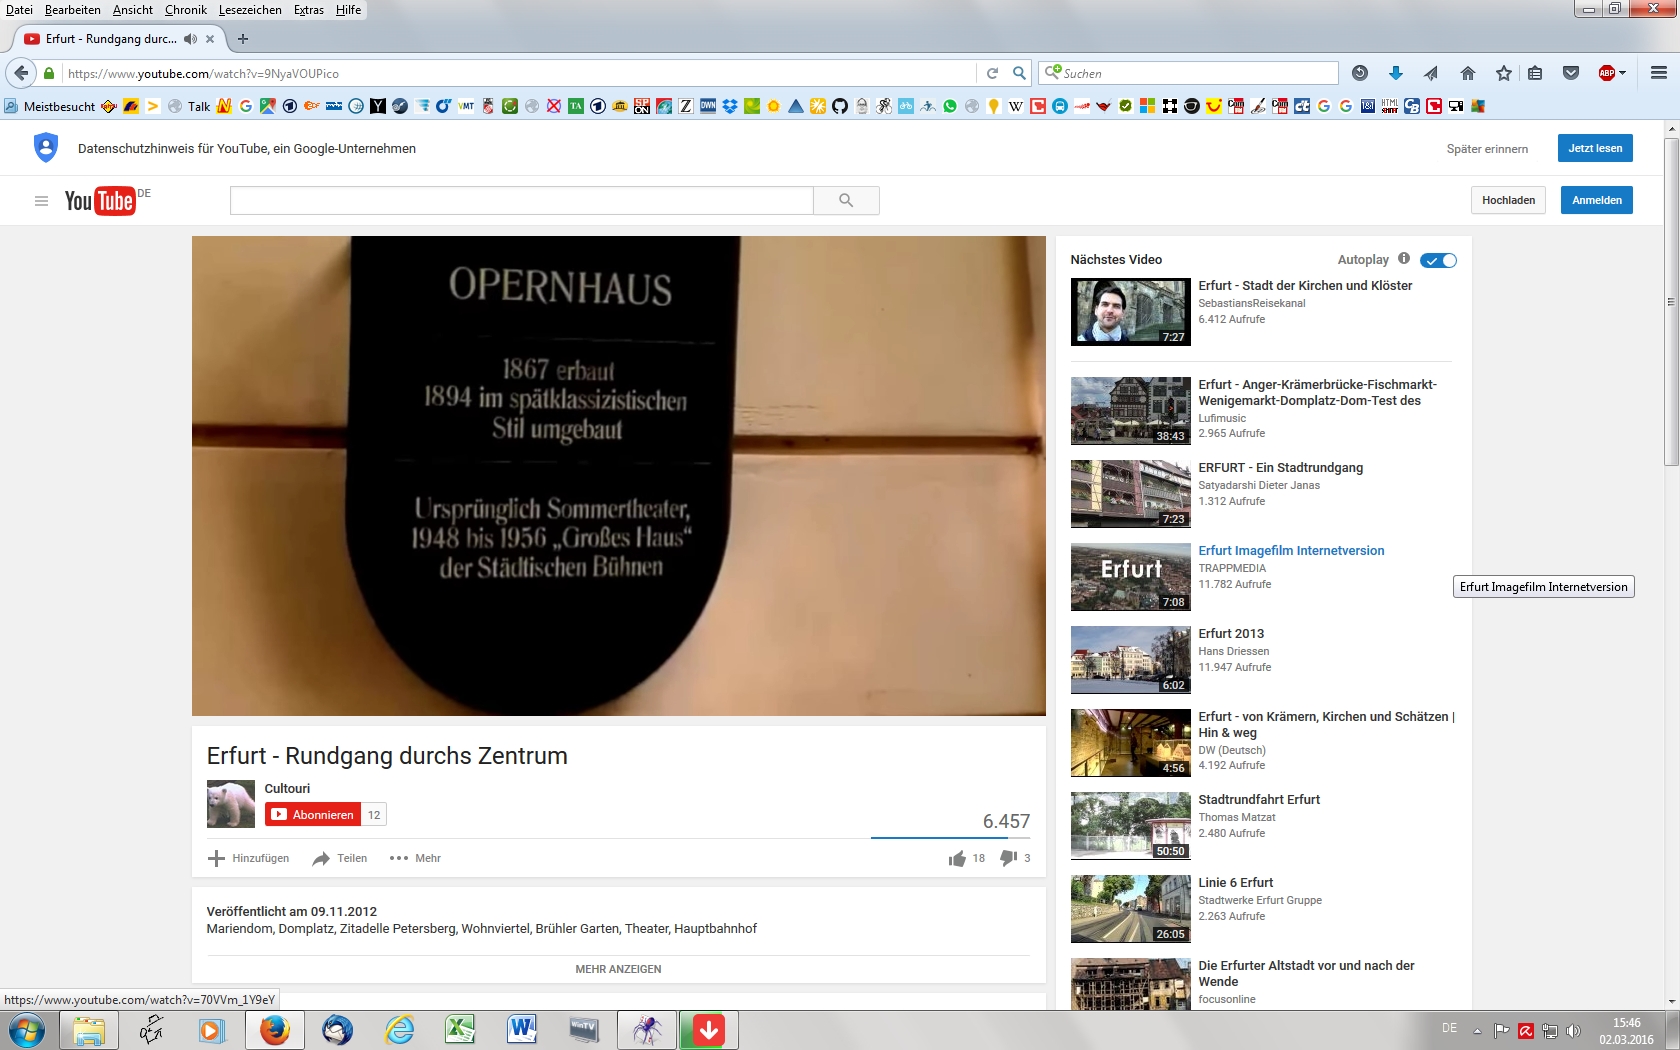 Datei Bearbeiten Ansicht Chronik Lesezeichen Extras Hilfe
Erfurt - Rundgang durc...
https://www.youtube.com/watch?v=9NyaVOUPico
Suchen
ABP
Meistbesucht
Talk
Datenschutzhinweis für YouTube, ein Google-Unternehmen
Später erinnern
Jetzt lesen
YouTube DE
Hochladen
Anmelden
OPERNHAUS
1867 erbaut
1894 im spätklassizistischen
Stil umgebaut
Ursprünglich Sommertheater,
1948 bis 1956 „Großes Haus“
der Städtischen Bühnen
Erfurt - Rundgang durchs Zentrum
Cultouri
Abonnieren 12
6.457
Hinzufügen Teilen Mehr
18 3
Veröffentlicht am 09.11.2012
Mariendom, Domplatz, Zitadelle Petersberg, Wohnviertel, Brühler Garten, Theater, Hauptbahnhof
MEHR ANZEIGEN
Nächstes Video
Autoplay
7:27
Erfurt - Stadt der Kirchen und Klöster
SebastiansReisekanal
6.412 Aufrufe
38:43
Erfurt - Anger-Krämerbrücke-Fischmarkt-
Wenigemarkt-Domplatz-Dom-Test des
Lufimusic
2.965 Aufrufe
7:23
ERFURT - Ein Stadtrundgang
Satyadarshi Dieter Janas
1.312 Aufrufe
Erfurt
7:08
Erfurt Imagefilm Internetversion
TRAPPMEDIA
11.782 Aufrufe
Erfurt Imagefilm Internetversion
6:02
Erfurt 2013
Hans Driessen
11.947 Aufrufe
4:56
Erfurt - von Krämern, Kirchen und Schätzen |
Hin & weg
DW (Deutsch)
4.192 Aufrufe
50:50
Stadtrundfahrt Erfurt
Thomas Matzat
2.480 Aufrufe
26:05
Linie 6 Erfurt
Stadtwerke Erfurt Gruppe
2.263 Aufrufe
Die Erfurter Altstadt vor und nach der
Wende
focusonline
https://www.youtube.com/watch?v=70VVm_1Y9eY
WinTV
DE
15:46
02.03.2016